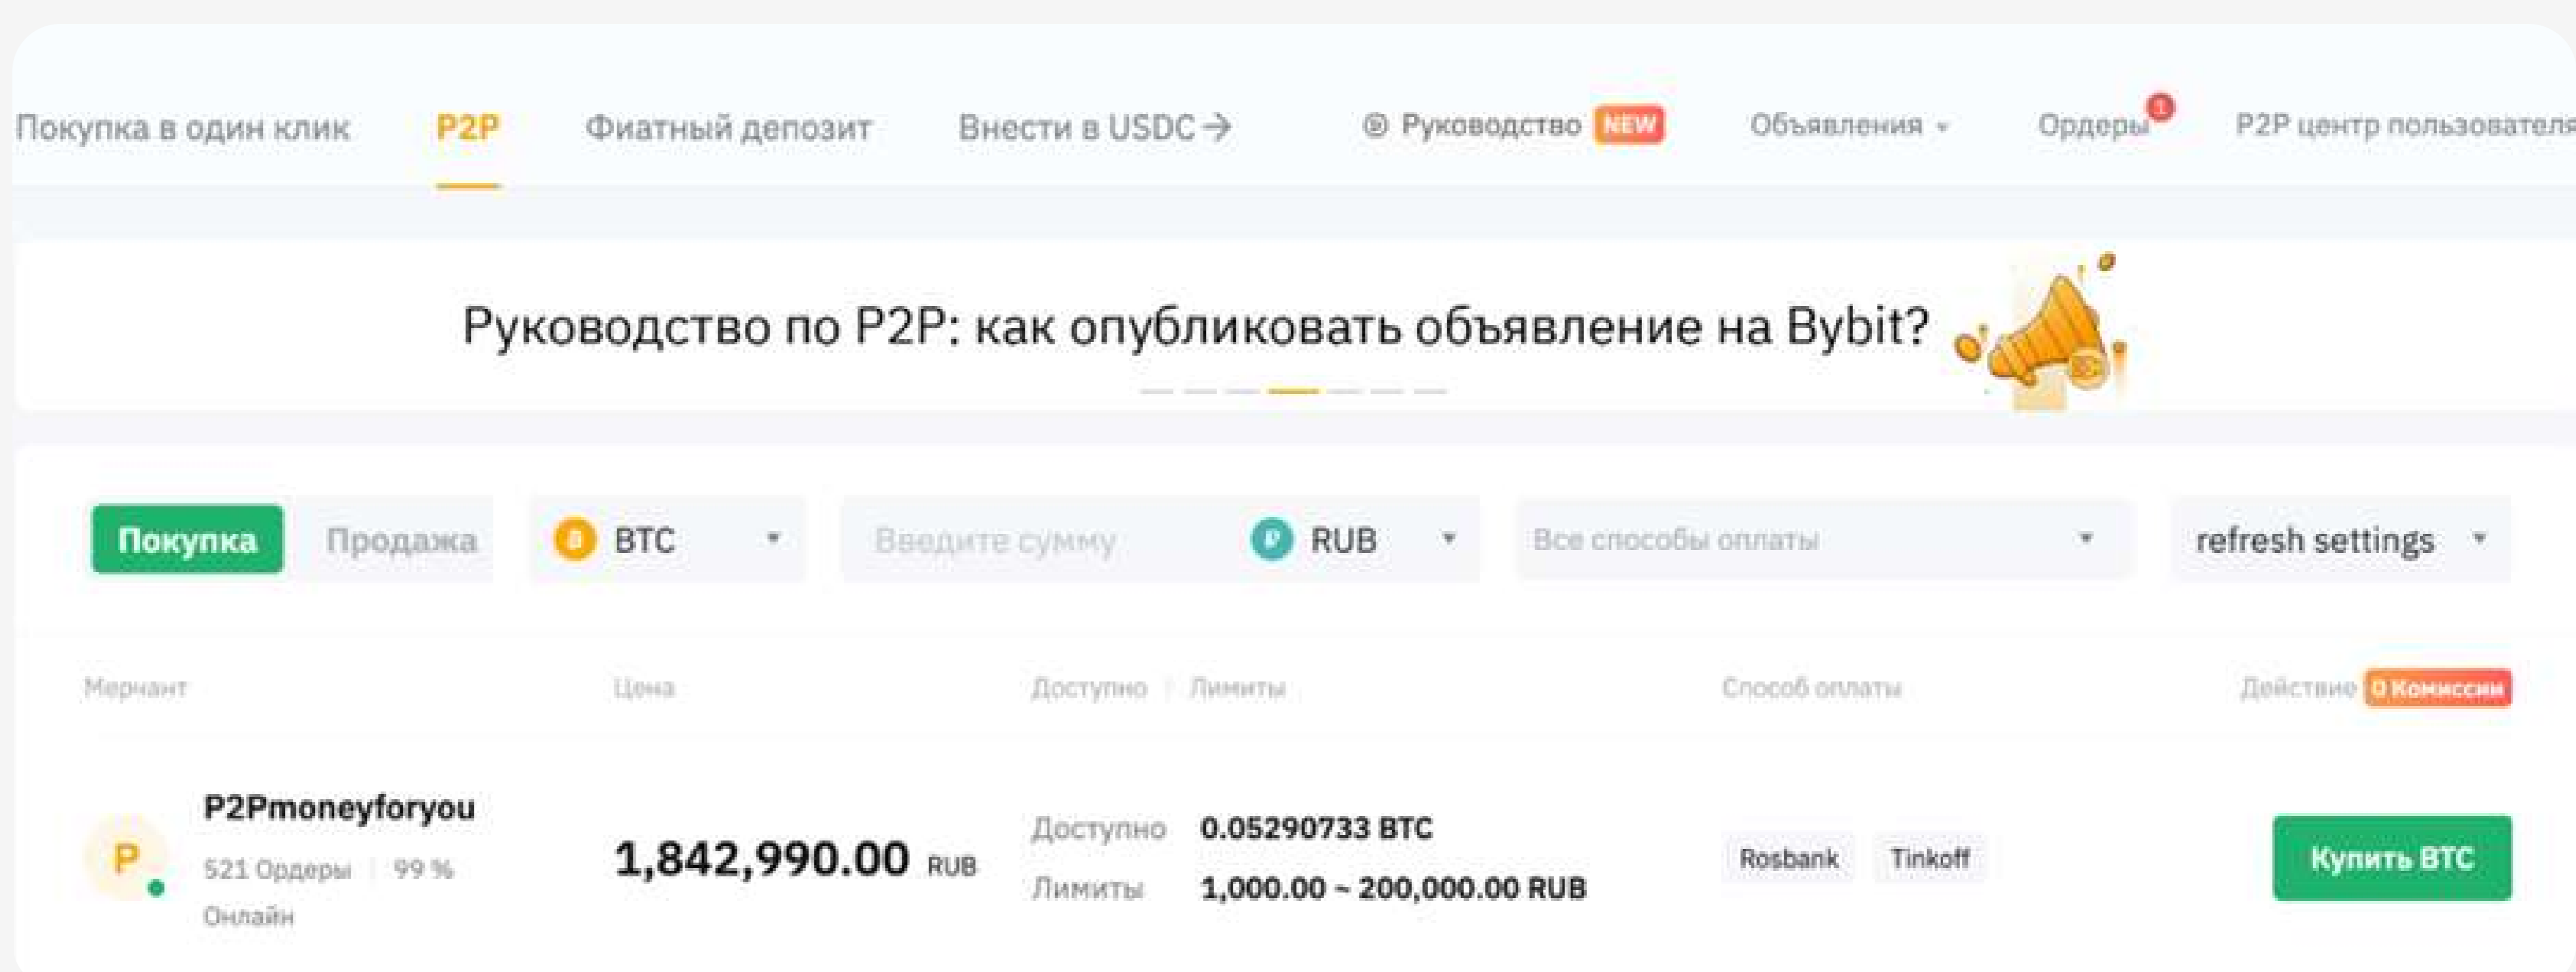 Покупка в один клик P2P Фиатный депозит Внести в USDC → Руководство NEW Объявления Ордеры 1 P2P центр пользователя
Руководство по P2P: как опубликовать объявление на Bybit?
Покупка Продажа BTC Введите сумму RUB Все способы оплаты refresh settings
Мерчант Цена Доступно | Лимиты Способ оплаты Действие 0 Комиссии
P2Pmoneyforyou
521 Ордеры | 99 %
Онлайн
1,842,990.00 RUB
Доступно 0.05290733 BTC
Лимиты 1,000.00 ~ 200,000.00 RUB
Rosbank Tinkoff
Купить BTC